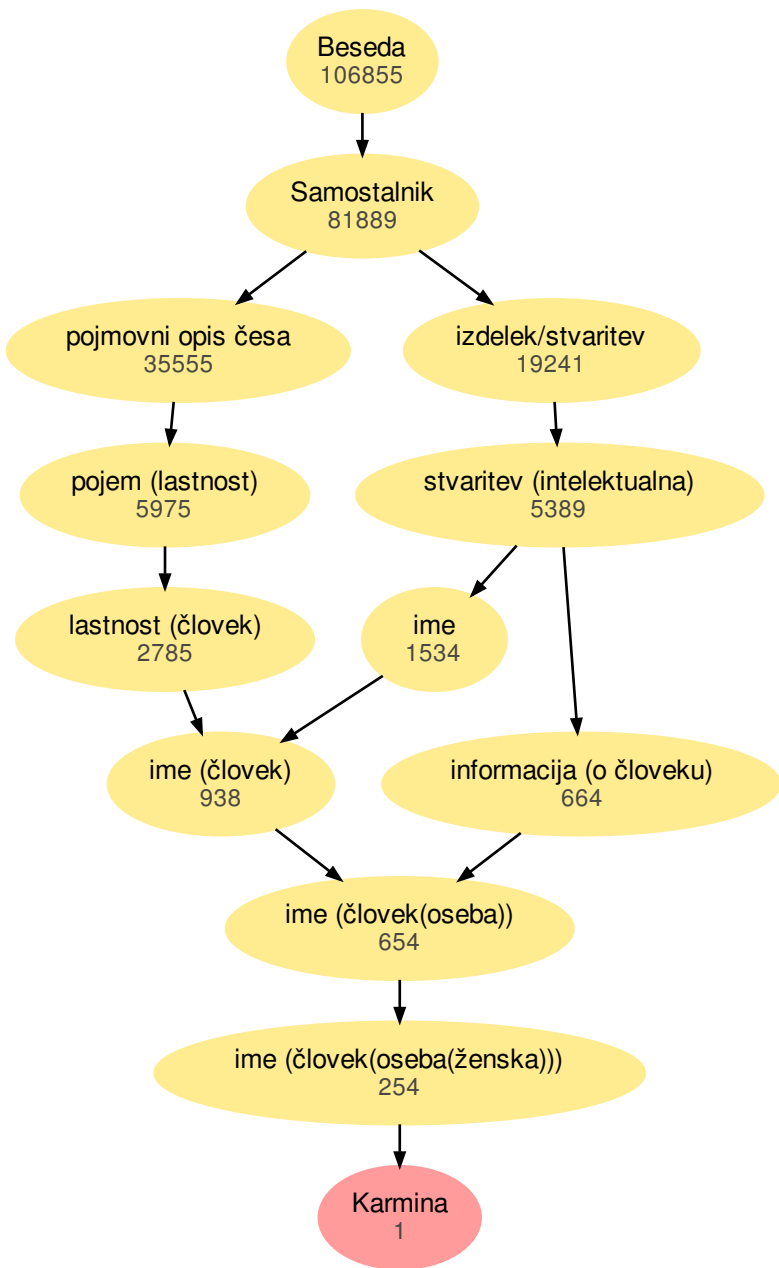 Beseda
106855
Samostalnik
81889
pojmovni opis česa
35555
izdelek/stvaritev
19241
pojem (lastnost)
5975
stvaritev (intelektualna)
5389
lastnost (človek)
2785
ime
1534
ime (človek)
938
informacija (o človeku)
664
ime (človek(oseba))
654
ime (človek(oseba(ženska)))
254
Karmina
1